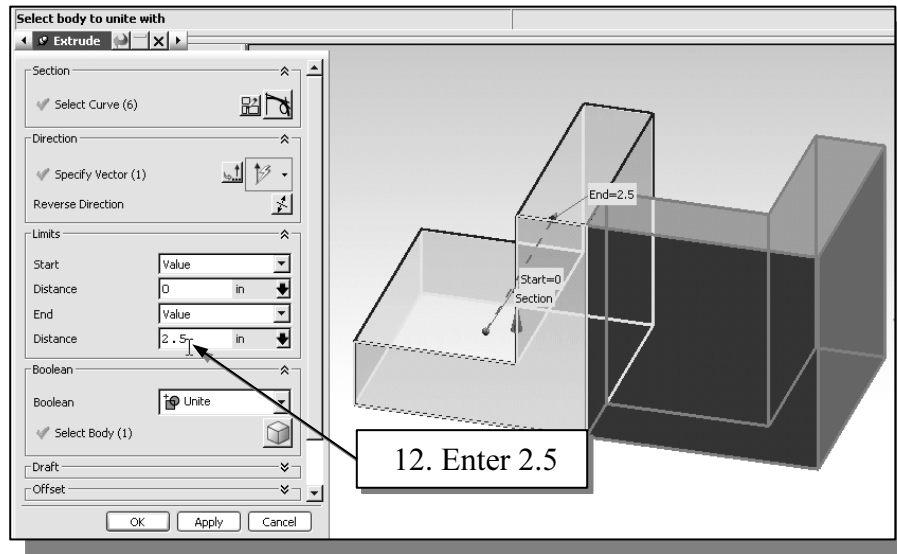 Select body to unite with
Extrude
Section
Select Curve (6)
Direction
Specify Vector (1)
Reverse Direction
Limits
Start Value
Distance 0 in
End Value
Distance 2.5 in
Boolean
Boolean Unite
Select Body (1)
Draft
Offset
OK Apply Cancel
End=2.5
Start=0
Section
12. Enter 2.5